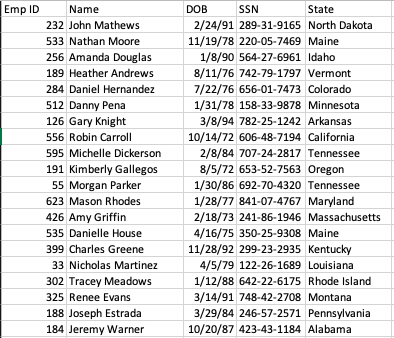 Emp ID Name DOB SSN State
232 John Mathews 2/24/91 289-31-9165 North Dakota
533 Nathan Moore 11/19/78 220-05-7469 Maine
256 Amanda Douglas 1/8/90 564-27-6961 Idaho
189 Heather Andrews 8/11/76 742-79-1797 Vermont
284 Daniel Hernandez 7/22/76 656-01-7473 Colorado
512 Danny Pena 1/31/78 158-33-9878 Minnesota
126 Gary Knight 3/8/94 782-25-1242 Arkansas
556 Robin Carroll 10/14/72 606-48-7194 California
595 Michelle Dickerson 2/8/84 707-24-2817 Tennessee
191 Kimberly Gallegos 8/5/72 653-52-7563 Oregon
55 Morgan Parker 1/30/86 692-70-4320 Tennessee
623 Mason Rhodes 1/28/77 841-07-4767 Maryland
426 Amy Griffin 2/18/73 241-86-1946 Massachusetts
535 Danielle House 4/16/75 350-25-9308 Maine
399 Charles Greene 11/28/92 299-23-2935 Kentucky
33 Nicholas Martinez 4/5/79 122-26-1689 Louisiana
302 Tracey Meadows 1/12/88 642-22-6175 Rhode Island
325 Renee Evans 3/14/91 748-42-2708 Montana
188 Joseph Estrada 3/29/84 246-57-2571 Pennsylvania
184 Jeremy Warner 10/20/87 423-43-1184 Alabama